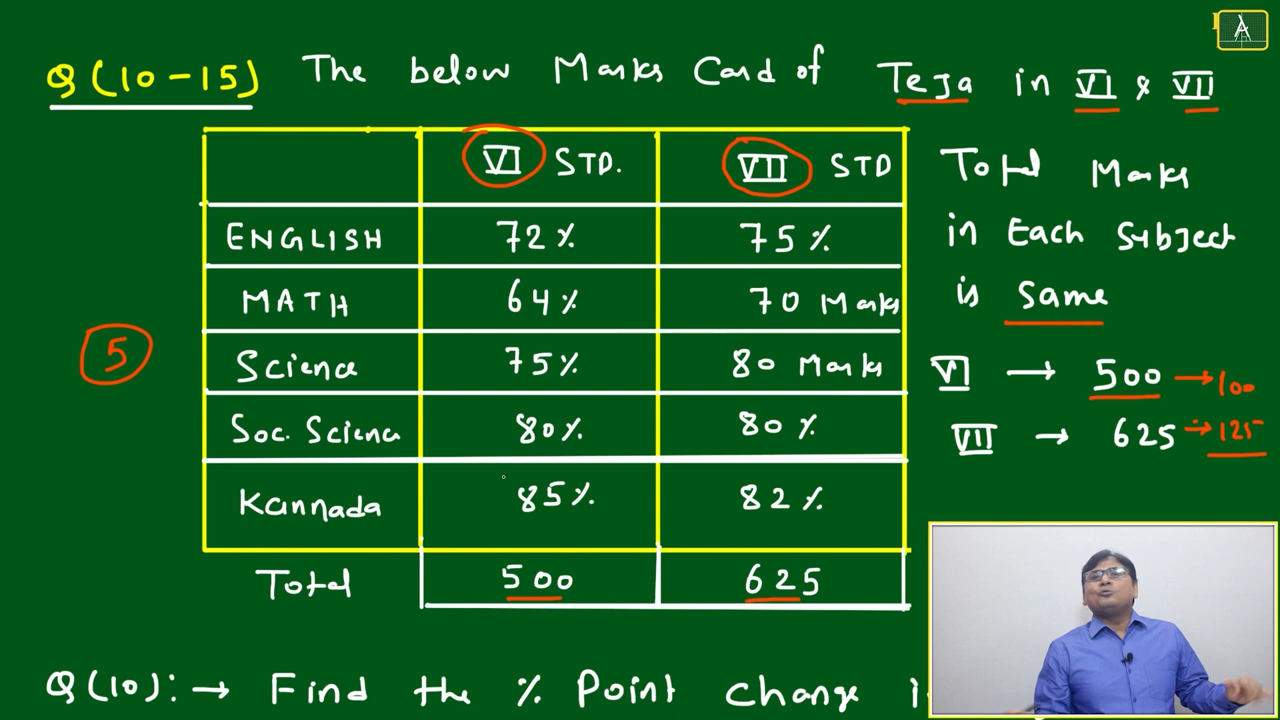 Q(10-15) The below Marks Card of Teja in VI & VII
VI STD. VII STD
ENGLISH 72% 75%
MATH 64% 70 Marks
Science 75% 80 Marks
Soc. Scienc 80% 80%
Kannada 85% 82%
Total 500 625
5
Total Marks
in Each Subject
is Same
VI → 500 → 100
VII → 625 → 125
Q(10): → Find the % Point change i
A